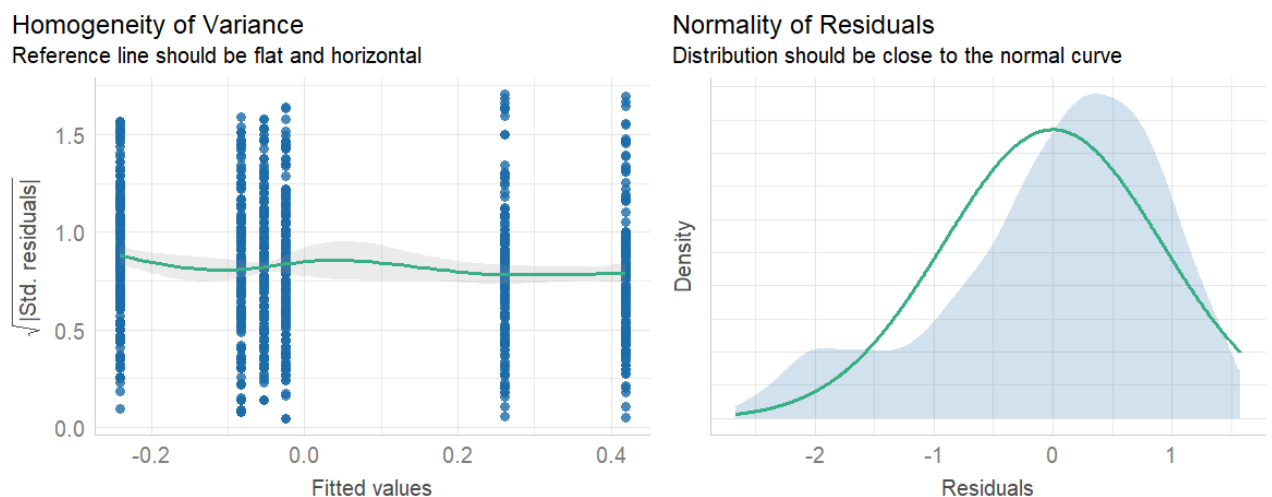 Homogeneity of Variance
Reference line should be flat and horizontal
√|Std. residuals|
1.5
1.0
0.5
0.0
-0.2
0.0
0.2
0.4
Fitted values
Normality of Residuals
Distribution should be close to the normal curve
Density
-2
-1
0
1
Residuals